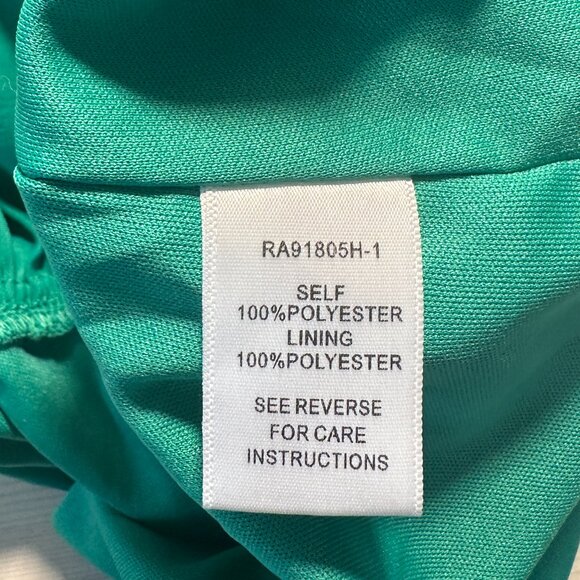 RA91805H-1
SELF
100%POLYESTER
LINING
100%POLYESTER
SEE REVERSE
FOR CARE
INSTRUCTIONS